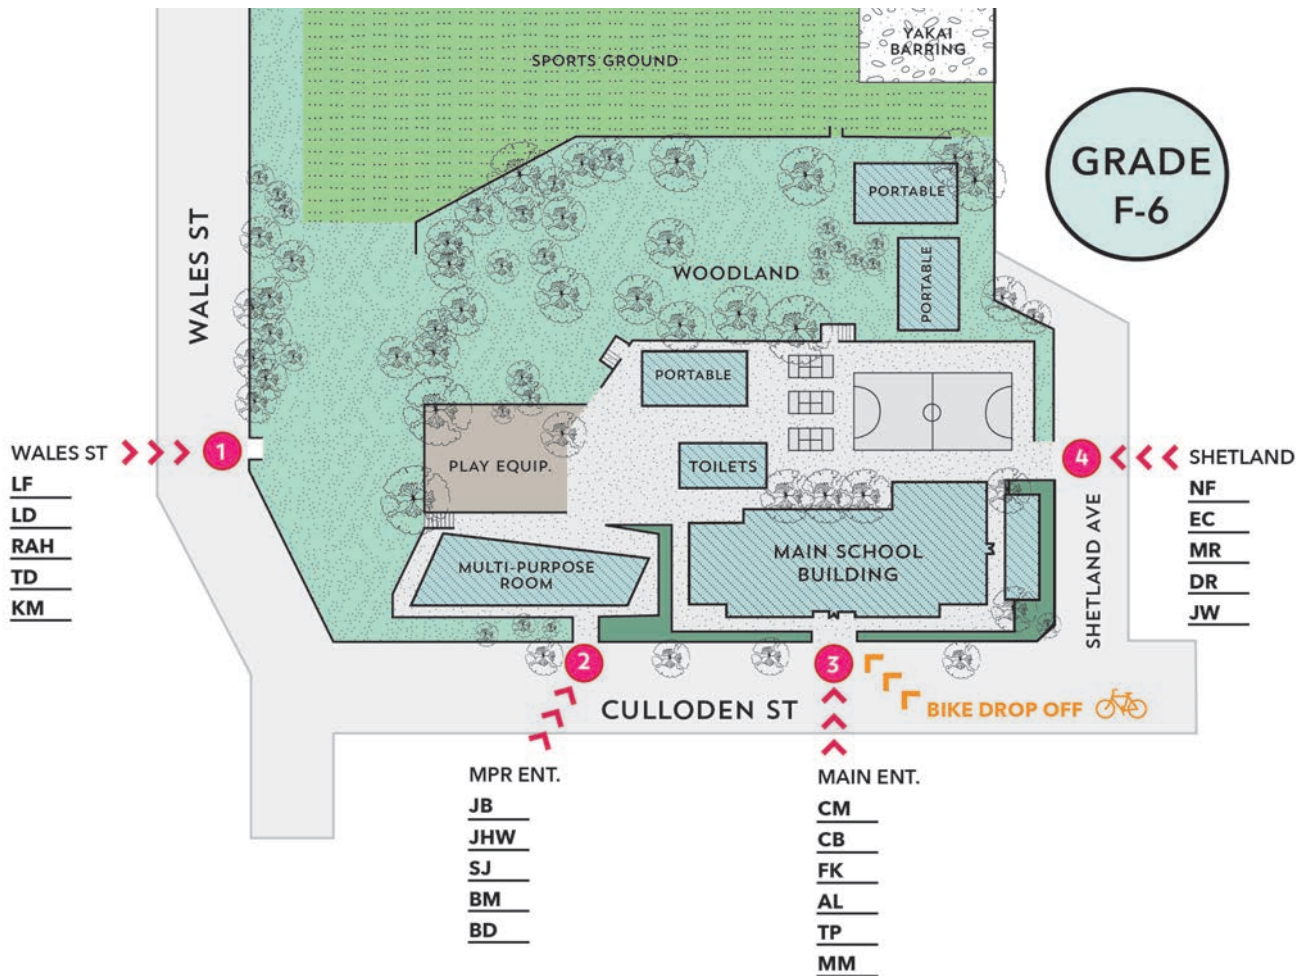 YAKAI
BARRING
SPORTS GROUND
GRADE
F-6
PORTABLE
WALES ST
PORTABLE
WOODLAND
PORTABLE
WALES ST
1
LF
LD
RAH
TD
KM
PLAY EQUIP.
TOILETS
4
SHETLAND
NF
EC
MR
DR
JW
MULTI-PURPOSE
ROOM
MAIN SCHOOL
BUILDING
SHETLAND AVE
2
3
CULLODEN ST
BIKE DROP OFF
MPR ENT.
JB
JHW
SJ
BM
BD
MAIN ENT.
CM
CB
FK
AL
TP
MM